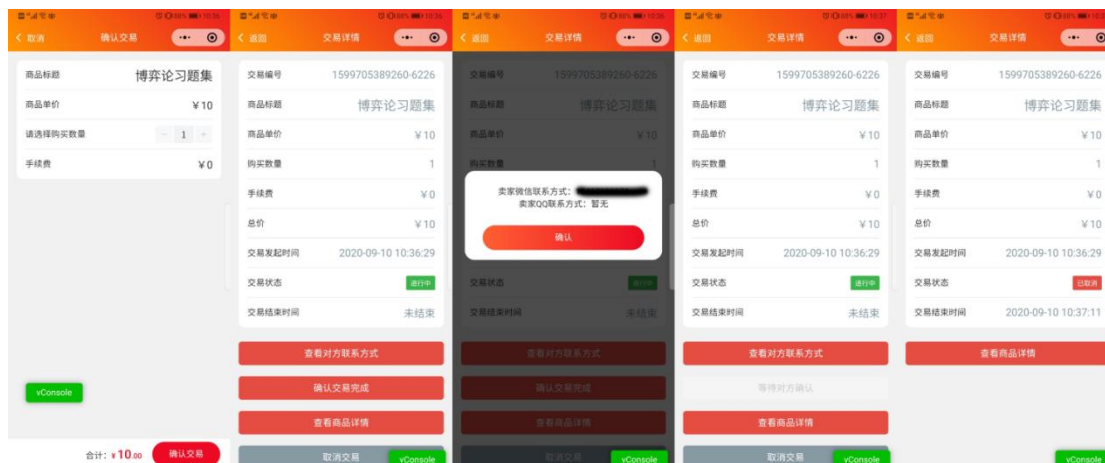 88% 10:36
取消
确认交易
商品标题 博弈论习题集
商品单价 ￥10
请选择购买数量 - 1 +
手续费 ￥0
vConsole
合计：￥10.00 确认交易
88% 10:36
返回
交易详情
交易编号 1599705389260-6226
商品标题 博弈论习题集
商品单价 ￥10
购买数量 1
手续费 ￥0
总价 ￥10
交易发起时间 2020-09-10 10:36:29
交易状态 进行中
交易结束时间 未结束
查看对方联系方式
确认交易完成
查看商品详情
取消交易
vConsole
88% 10:36
返回
交易详情
交易编号 1599705389260-6226
商品标题 博弈论习题集
商品单价 ￥10
购买数量 1
卖家微信联系方式：
卖家QQ联系方式：暂无
确认
交易状态 进行中
交易结束时间 未结束
查看对方联系方式
确认交易完成
查看商品详情
取消交易
vConsole
88% 10:37
返回
交易详情
交易编号 1599705389260-6226
商品标题 博弈论习题集
商品单价 ￥10
购买数量 1
手续费 ￥0
总价 ￥10
交易发起时间 2020-09-10 10:36:29
交易状态 进行中
交易结束时间 未结束
查看对方联系方式
等待对方确认
查看商品详情
取消交易
vConsole
88%
返回
交易详情
交易编号 1599705389260-6226
商品标题 博弈论习题集
商品单价 ￥10
购买数量 1
手续费 ￥0
总价 ￥10
交易发起时间 2020-09-10 10:36:29
交易状态 已取消
交易结束时间 2020-09-10 10:37:11
查看商品详情
vConsole